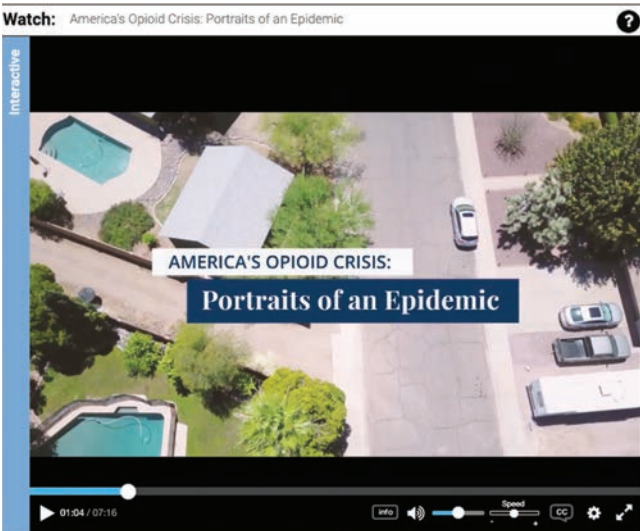 Watch: America's Opioid Crisis: Portraits of an Epidemic
?
Interactive
AMERICA'S OPIOID CRISIS:
Portraits of an Epidemic
01:04 / 07:16
info
Speed
CC